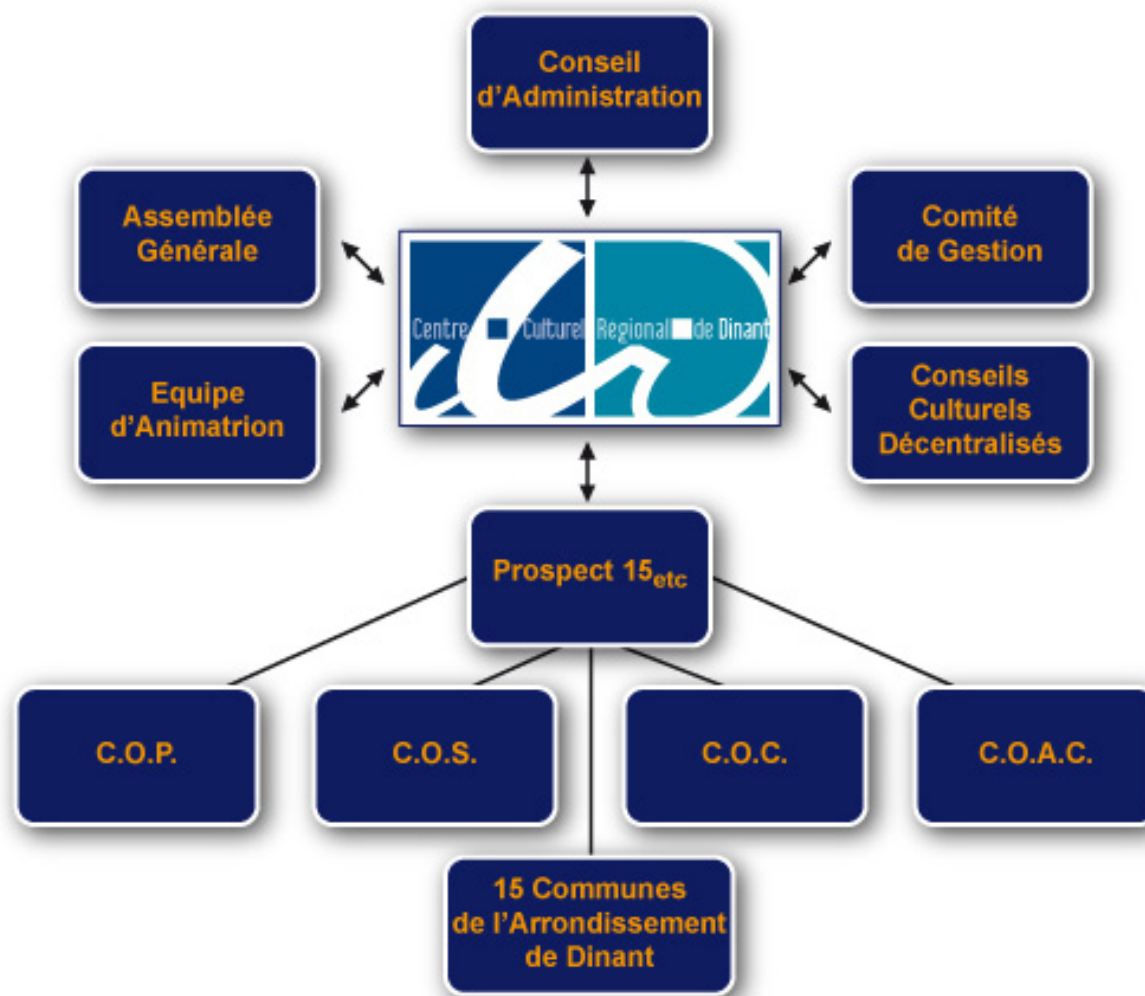 Conseil
d'Administration
Assemblée
Générale
Comité
de Gestion
Centre Culturel Régional de Dinant
Equipe
d'Animatrion
Conseils
Culturels
Décentralisés
Prospect 15etc
C.O.P.
C.O.S.
C.O.C.
C.O.A.C.
15 Communes
de l'Arrondissement
de Dinant